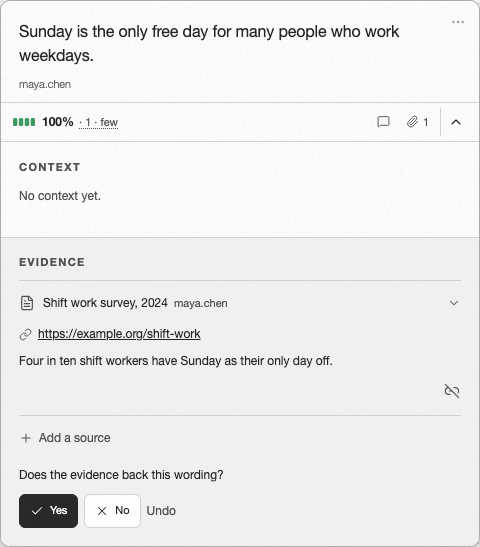 Sunday is the only free day for many people who work
weekdays.
maya.chen
100% · 1 · few
1
CONTEXT
No context yet.
EVIDENCE
Shift work survey, 2024 maya.chen
https://example.org/shift-work
Four in ten shift workers have Sunday as their only day off.
Add a source
Does the evidence back this wording?
Yes No Undo